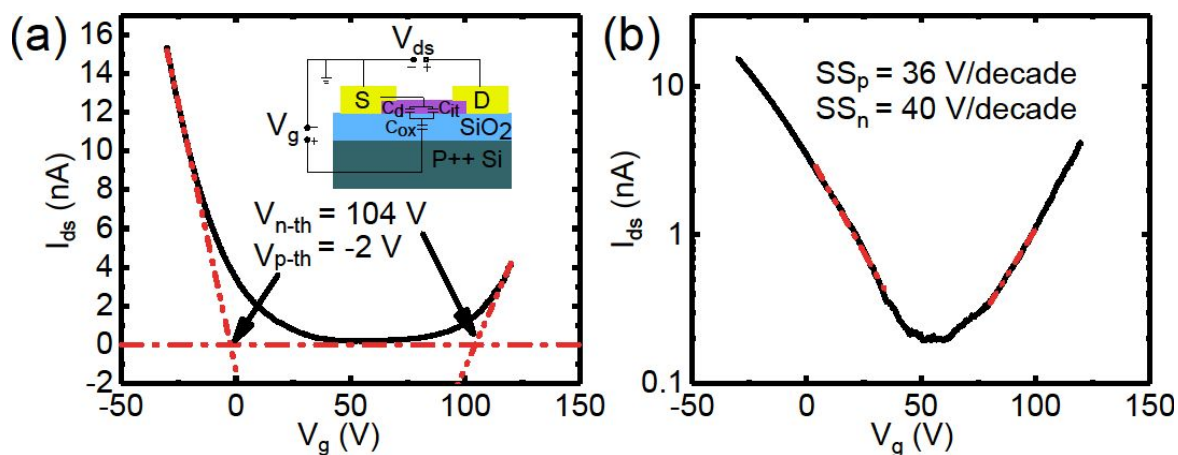 (a)
16
14
12
10
8
6
4
2
0
-2
I_ds (nA)
V_ds
− +
S D
C_d C_it
C_ox
SiO₂
V_g
+
P++ Si
V_n-th = 104 V
V_p-th = -2 V
-50 0 50 100 150
V_g (V)
(b)
10
1
0.1
I_ds (nA)
SS_p = 36 V/decade
SS_n = 40 V/decade
-50 0 50 100 150
V_g (V)